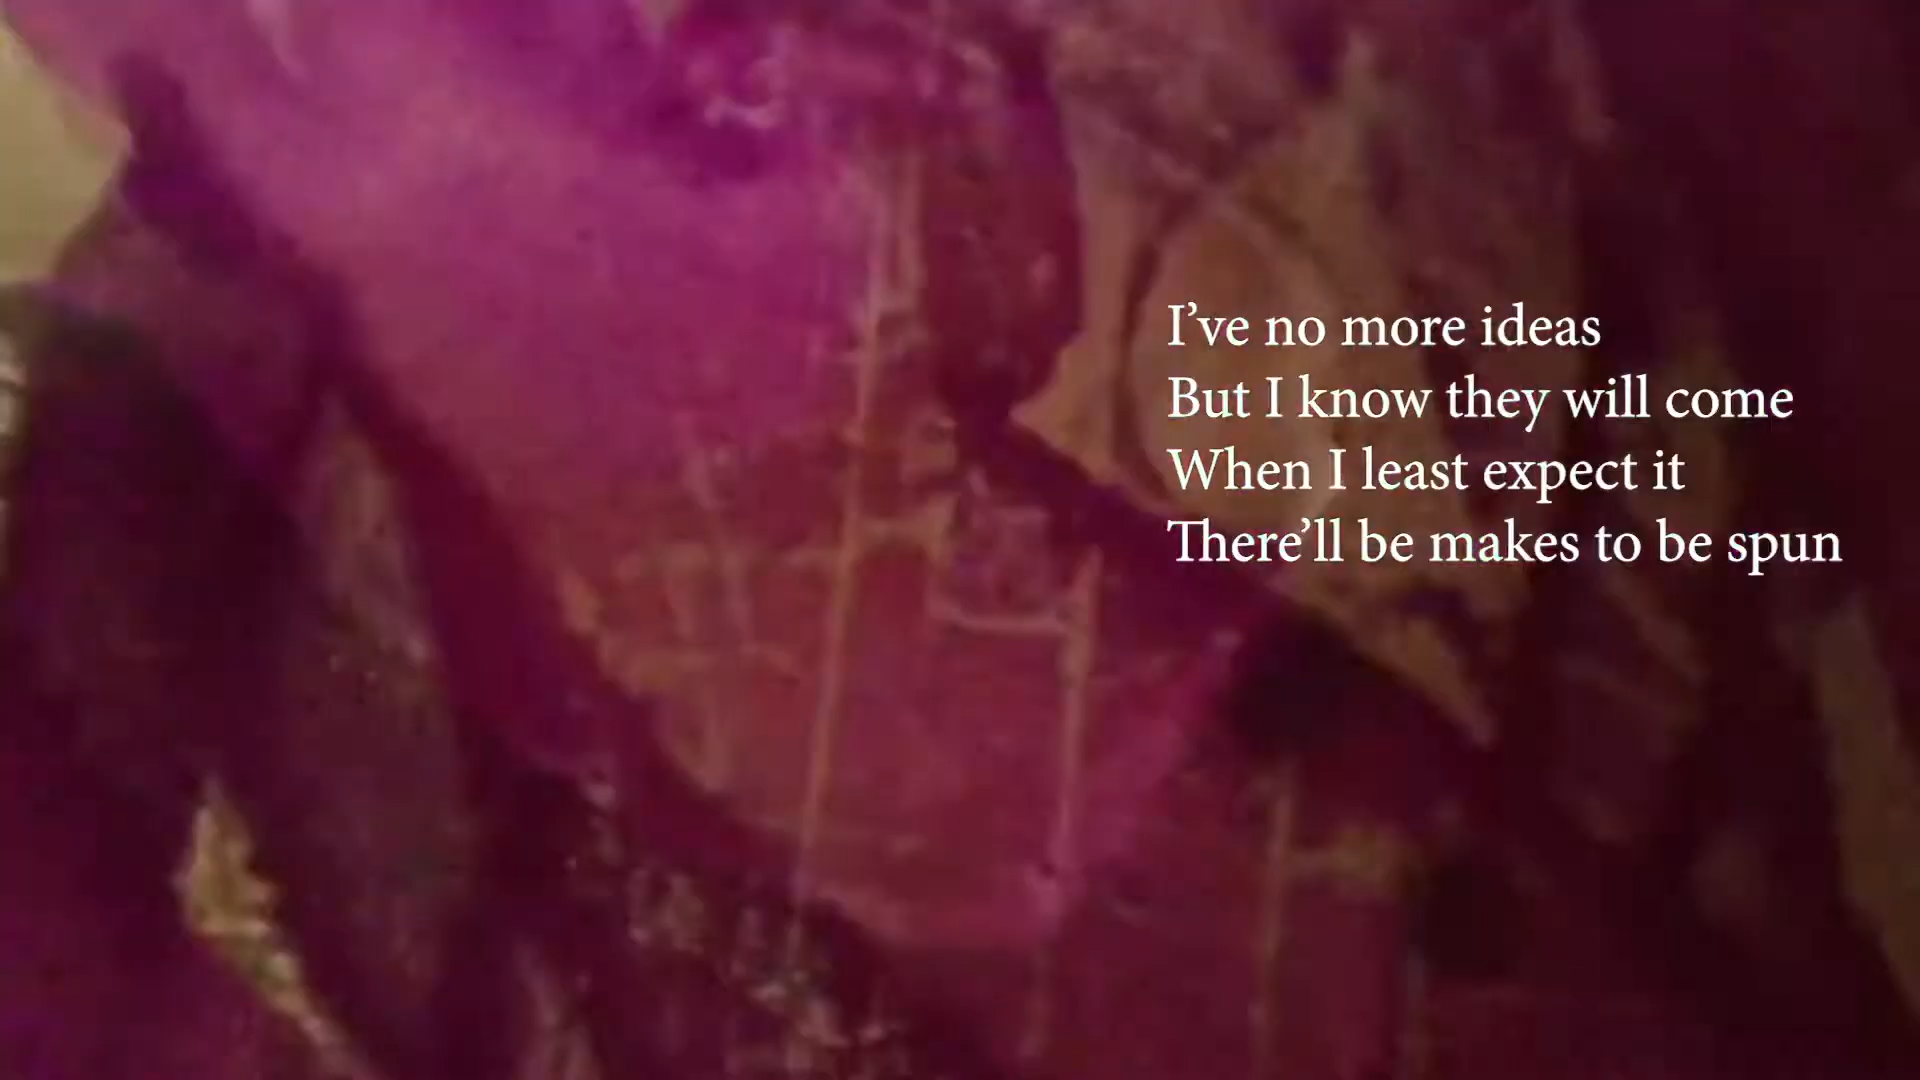 I’ve no more ideas
But I know they will come
When I least expect it
There’ll be makes to be spun